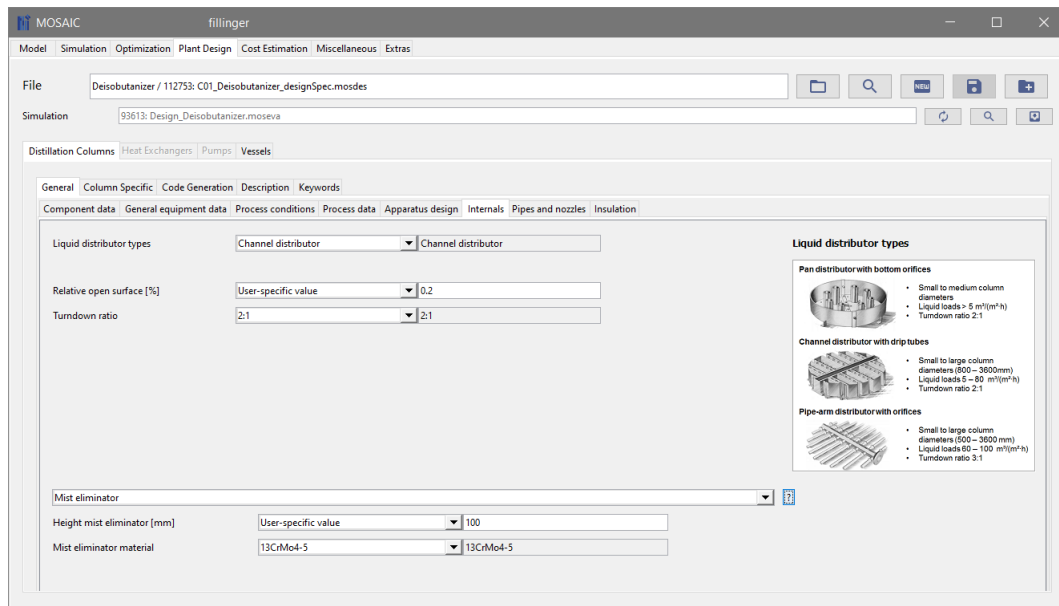 MOSAIC fillinger
Model Simulation Optimization Plant Design Cost Estimation Miscellaneous Extras
File Deisobutanizer / 112753: C01_Deisobutanizer_designSpec.mosdes NEW
Simulation 93613: Design_Deisobutanizer.moseva
Distillation Columns Heat Exchangers Pumps Vessels
General Column Specific Code Generation Description Keywords
Component data General equipment data Process conditions Process data Apparatus design Internals Pipes and nozzles Insulation
Liquid distributor types Channel distributor Channel distributor
Relative open surface [%] User-specific value 0.2
Turndown ratio 2:1 2:1
Liquid distributor types
Pan distributor with bottom orifices
• Small to medium column
diameters
• Liquid loads > 5 m³/(m²·h)
• Turndown ratio 2:1
Channel distributor with drip tubes
• Small to large column
diameters (800 – 3600mm)
• Liquid loads 5 – 80 m³/(m²·h)
• Turndown ratio 2:1
Pipe-arm distributor with orifices
• Small to large column
diameters (500 – 3600 mm)
• Liquid loads 60 – 100 m³/(m²·h)
• Turndown ratio 3:1
Mist eliminator ?
Height mist eliminator [mm] User-specific value 100
Mist eliminator material 13CrMo4-5 13CrMo4-5